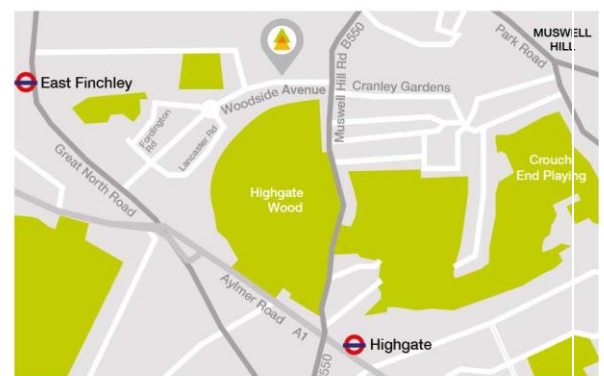 MUSWELL
HILL
Park Road
Muswell Hill Rd B550
East Finchley
Woodside Avenue
Cranley Gardens
Fordington
Rd
Lancaster Rd
Great North Road
Highgate
Wood
Crouch
End Playing
Aylmer Road
A1
Highgate
B550